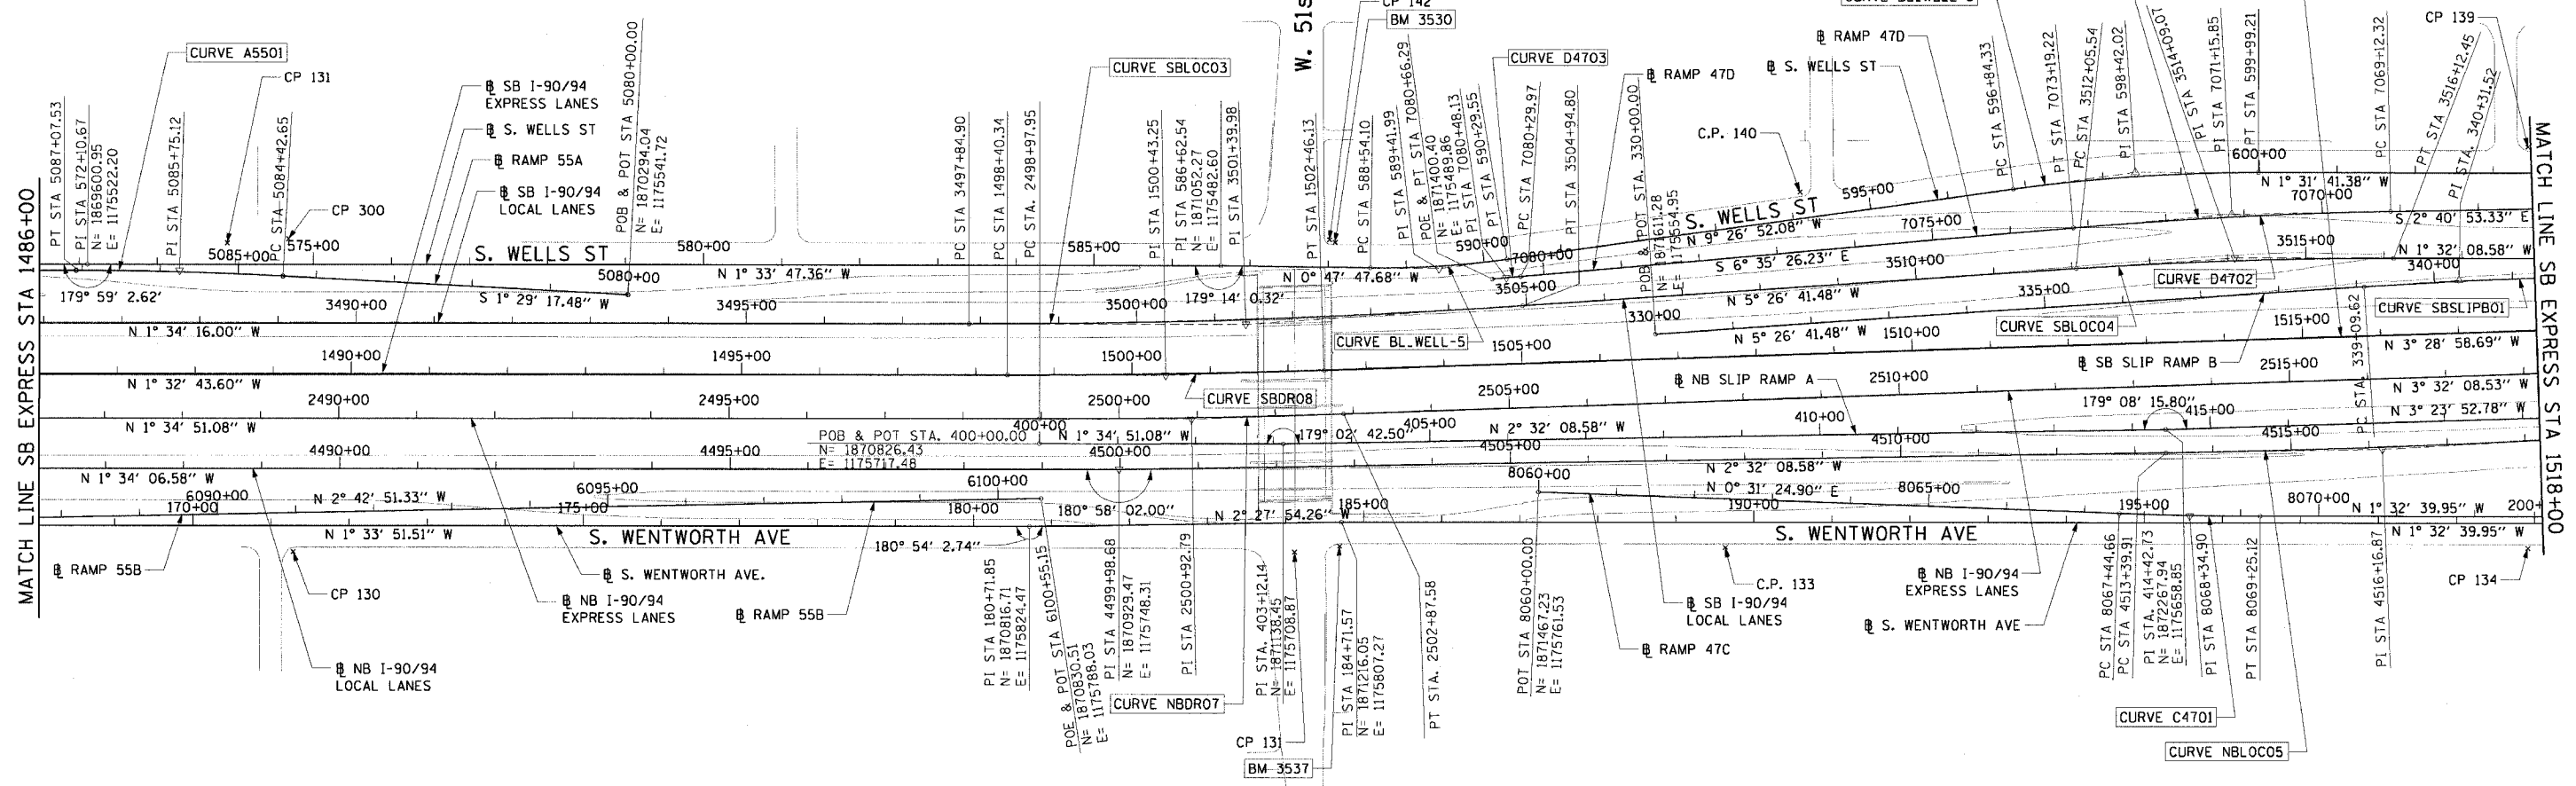 MATCH LINE SB EXPRESS STA 1486+00
PT STA 5087+07.53
PI STA 572+10.67
N= 1869600.95
E= 1175522.20
CURVE A5501
PI STA 5085+75.12
CP 131
PC STA 5084+42.65
CP 300
℄ SB I-90/94
EXPRESS LANES
℄ S. WELLS ST
℄ RAMP 55A
℄ SB I-90/94
LOCAL LANES
POB & POT STA 5080+00.00
N= 1870294.04
E= 1175541.72
5085+00
575+00
S. WELLS ST
580+00
5080+00
N 1° 33' 47.36" W
S 1° 29' 17.48" W
179° 59' 2.62'
3490+00
3495+00
3500+00
N 1° 34' 16.00" W
1490+00
1495+00
1500+00
N 1° 32' 43.60" W
2490+00
2495+00
2500+00
N 1° 34' 51.08" W
4490+00
4495+00
4500+00
N 1° 34' 06.58" W
6090+00
170+00
N 2° 42' 51.33" W
6095+00
175+00
6100+00
180+00
N 1° 33' 51.51" W
S. WENTWORTH AVE
℄ RAMP 55B
CP 130
℄ NB I-90/94
LOCAL LANES
℄ S. WENTWORTH AVE.
℄ NB I-90/94
EXPRESS LANES
℄ RAMP 55B
POB & POT STA. 400+00.00
N= 1870826.43
E= 1175717.48
400+00
N 1° 34' 51.08" W
180° 54' 2.74'
180° 58' 02.00"
N 2° 27' 54.26" W
PI STA 180+71.85
N= 1870816.71
E= 1175824.47
POE & POT STA 6100+55.15
N= 1870830.51
E= 1175788.03
PI STA 4499+98.68
N= 1870929.47
E= 1175748.31
PI STA 2500+92.79
CURVE NBDR07
PI STA. 403+12.14
N= 1871138.45
E= 1175708.87
CP 131
BM 3537
PI STA 184+71.57
N= 1871216.05
E= 1175807.27
PT STA. 2502+87.58
PC STA 3497+84.90
PC STA 1498+40.34
PC STA. 2498+97.95
CURVE SBLOC03
585+00
PI STA 1500+43.25
PI STA 586+62.54
N= 1871052.27
E= 1175482.60
PI STA 3501+39.98
179° 14' 0.32'
CURVE SBDR08
179° 02' 42.50"
W. 51s
CP 142
BM 3530
PT STA 1502+46.13
PC STA 588+54.10
PI STA 589+41.99
POE & PT STA 7080+66.29
N= 1871400.40
E= 1175489.86
PI STA 7080+48.13
PT STA 590+29.55
CURVE D4703
PC STA 7080+29.97
PT STA 3504+94.80
℄ RAMP 47D
POB & POT STA. 330+00.00
N= 1871611.28
E= 1175554.95
N 0° 47' 47.68" W
CURVE BL_WELL-5
590+00
7080+00
3505+00
1505+00
2505+00
405+00
4505+00
N 2° 32' 08.58" W
185+00
8060+00
330+00
℄ RAMP 47D
℄ S. WELLS ST
C.P. 140
S. WELLS ST
595+00
N 9° 26' 52.08" W
7075+00
S 6° 35' 26.23" E
3510+00
N 5° 26' 41.48" W
335+00
N 5° 26' 41.48" W
1510+00
℄ NB SLIP RAMP A
2510+00
410+00
4510+00
N 2° 32' 08.58" W
N 0° 31' 24.90" E
8065+00
190+00
S. WENTWORTH AVE
POT STA 8060+00.00
N= 1871467.23
E= 1175761.53
℄ RAMP 47C
℄ SB I-90/94
LOCAL LANES
C.P. 133
℄ NB I-90/94
EXPRESS LANES
℄ S. WENTWORTH AVE
PC STA 596+84.33
PT STA 7073+19.22
PC STA 3512+05.54
PI STA 598+42.02
PI STA 3514+09.07
PI STA 7071+15.85
PT STA 599+99.21
PC STA 7069+12.32
PT STA 3516+12.45
PI STA. 340+31.52
CP 139
600+00
N 1° 31' 41.38" W
7070+00
S 2° 40' 53.33" E
3515+00
N 1° 32' 08.58" W
340+00
CURVE D4702
CURVE SBSLIPB01
CURVE SBLOC04
1515+00
N 3° 28' 58.69" W
℄ SB SLIP RAMP B
2515+00
PC STA. 339+09.62
N 3° 32' 08.53" W
179° 08' 15.80"
415+00
N 3° 23' 52.78" W
4515+00
195+00
8070+00
N 1° 32' 39.95" W
200+
N 1° 32' 39.95" W
PC STA 8067+44.66
PC STA 4513+39.91
PI STA. 414+42.73
N= 1872267.94
E= 1175658.85
PI STA 8068+34.90
PT STA 8069+25.12
PI STA 4516+16.87
CURVE C4701
CURVE NBLOC05
CP 134
MATCH LINE SB EXPRESS STA 1518+00